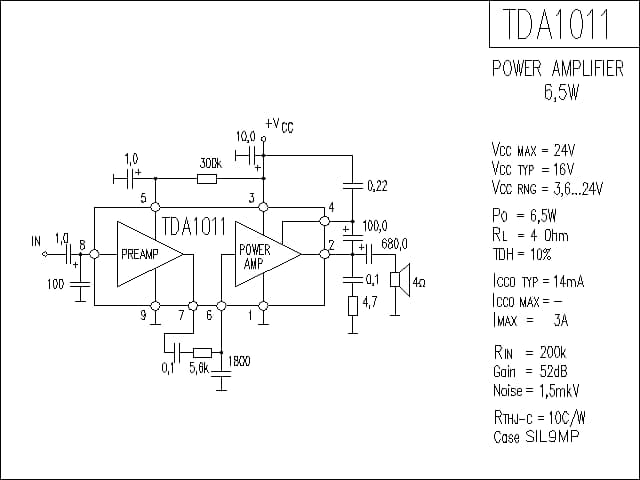 TDA1011
POWER AMPLIFIER
6,5W
+VCC
10,0
1,0
300k
0,22
5
3
4
TDA1011
100,0
IN
1,0
8
PREAMP
POWER
AMP
2
680,0
100
0,1
4Ω
4,7
9
7
6
1
0,1
5,6k
1800
VCC MAX = 24V
VCC TYP = 16V
VCC RNG = 3,6...24V
PO = 6,5W
RL = 4 Ohm
TDH = 10%
ICCO TYP = 14mA
ICCO MAX = –
IMAX = 3A
RIN = 200k
Gain = 52dB
Noise = 1,5mkV
RTHJ-C = 10C/W
Case SIL9MP